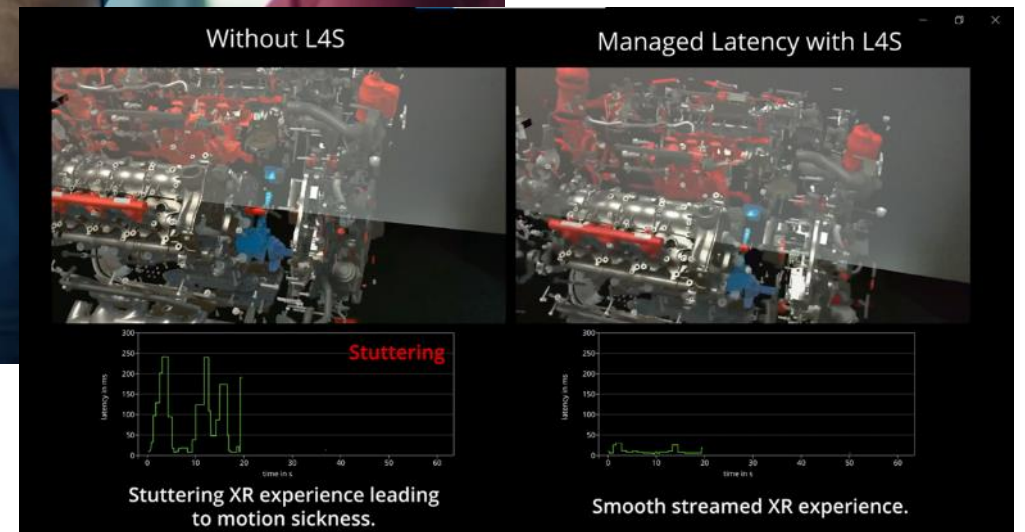 Without L4S
Managed Latency with L4S
Stuttering
300
250
200
150
100
50
0
latency in ms
0 10 20 30 40 50 60
time in s
300
250
200
150
100
50
0
latency in ms
0 10 20 30 40 50 60
time in s
Stuttering XR experience leading
to motion sickness.
Smooth streamed XR experience.